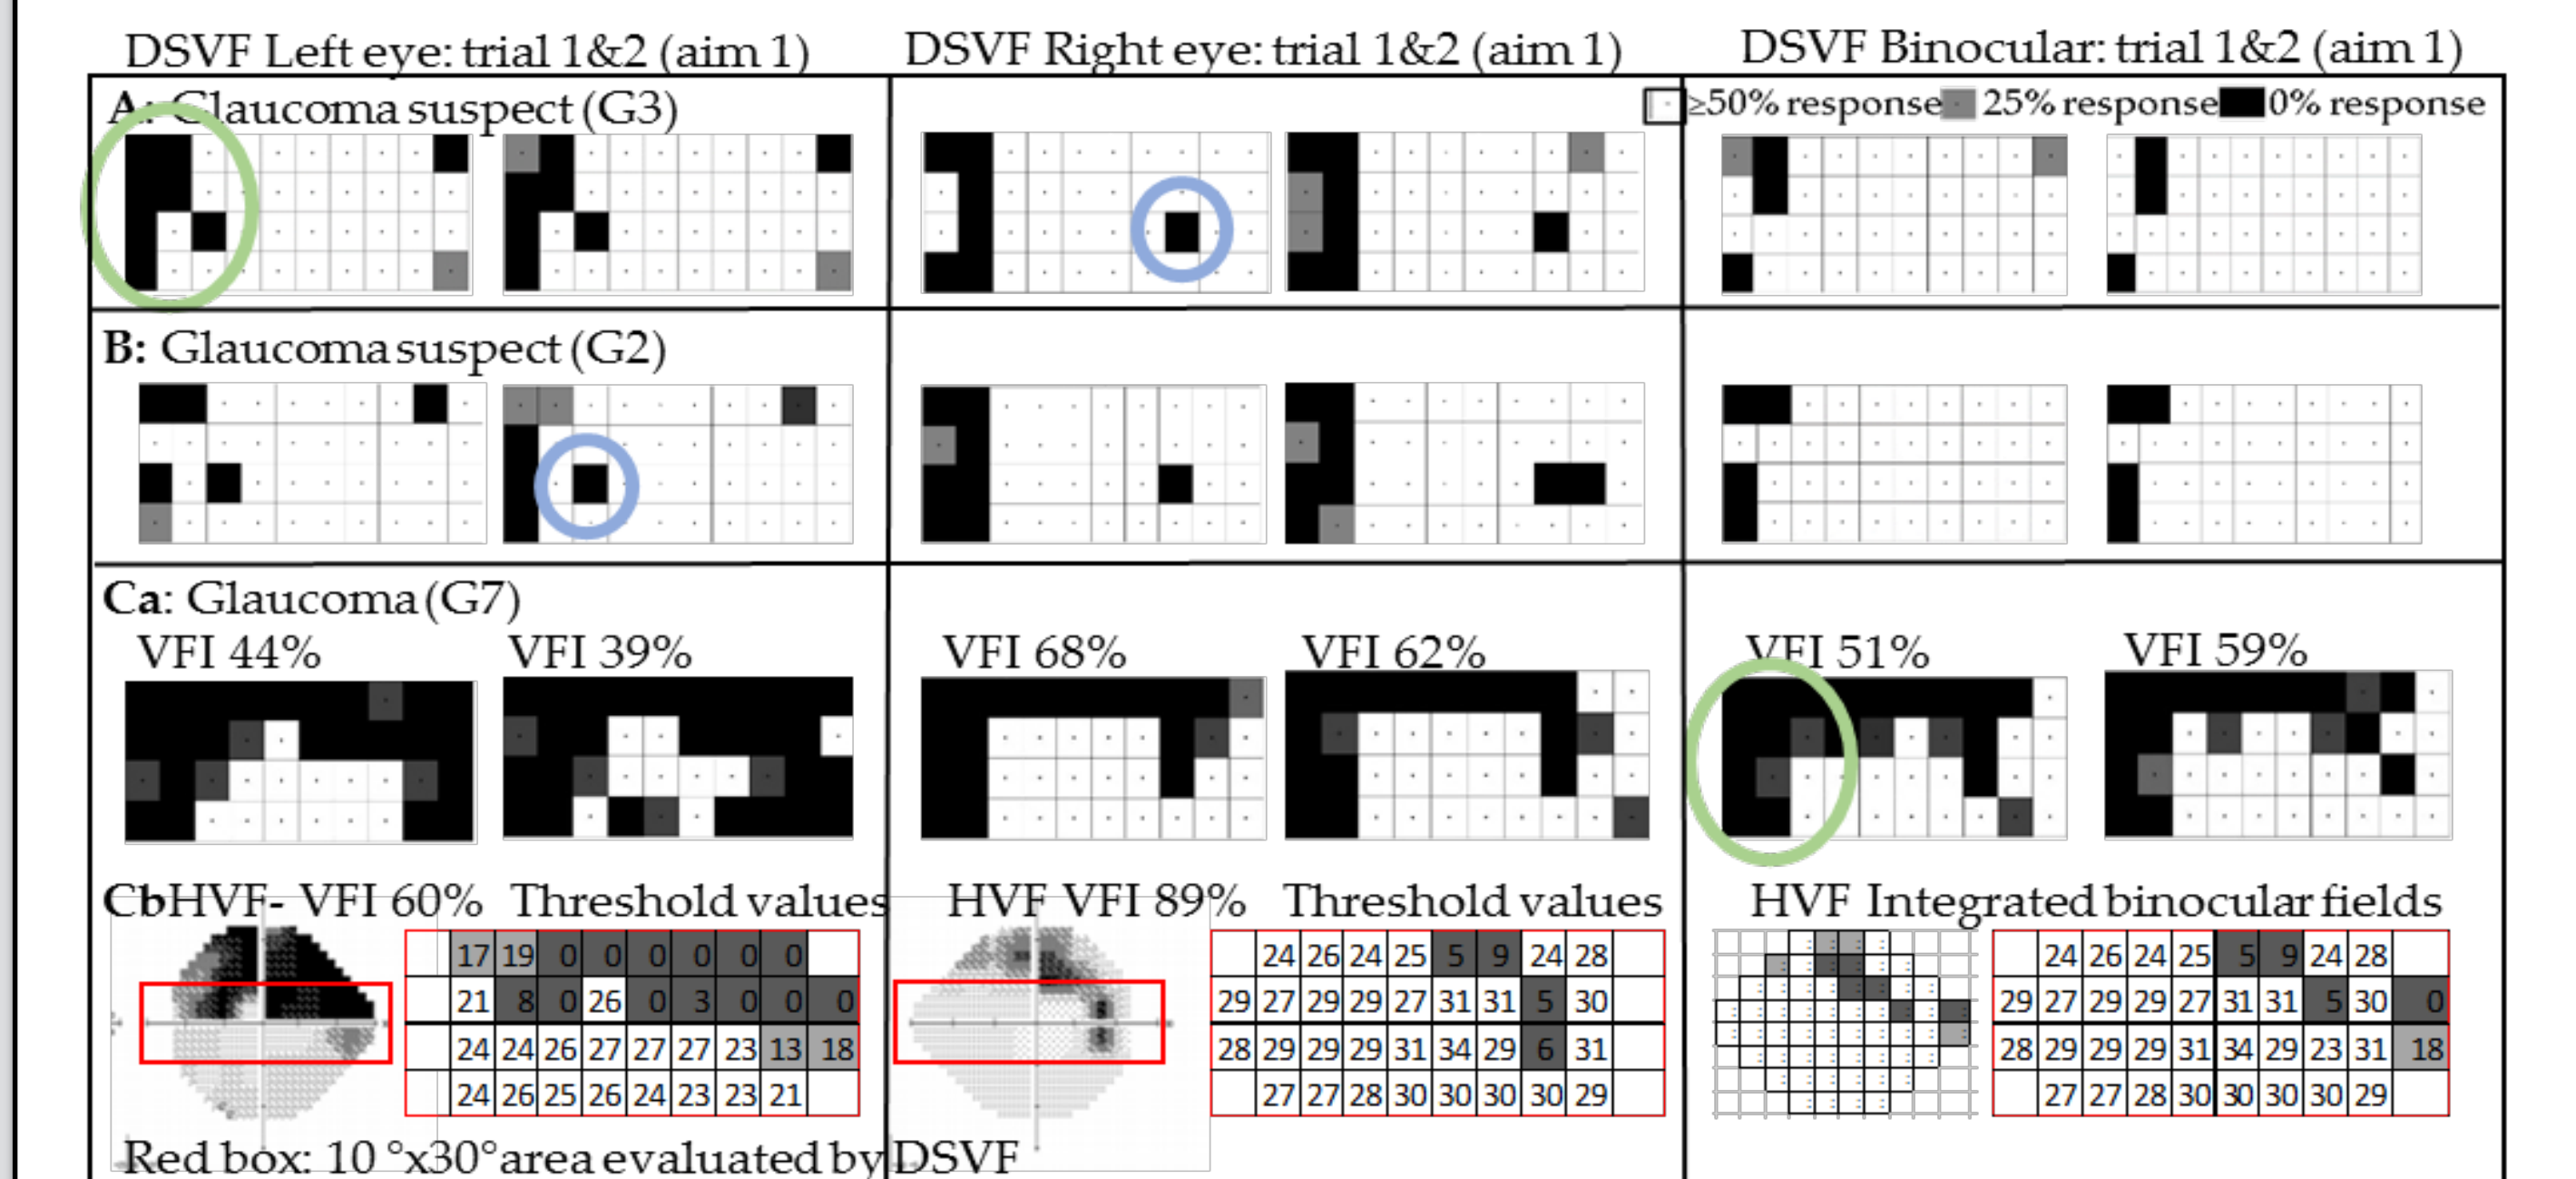 DSVF Left eye: trial 1&2 (aim 1)
DSVF Right eye: trial 1&2 (aim 1)
DSVF Binocular: trial 1&2 (aim 1)
A: Glaucoma suspect (G3)
≥50% response 25% response 0% response
B: Glaucoma suspect (G2)
Ca: Glaucoma (G7)
VFI 44%
VFI 39%
VFI 68%
VFI 62%
VFI 51%
VFI 59%
Cb HVF- VFI 60% Threshold values
HVF VFI 89% Threshold values
HVF Integrated binocular fields
17 19 0 0 0 0 0 0
21 8 0 26 0 3 0 0 0
24 24 26 27 27 27 23 13 18
24 26 25 26 24 23 23 21
24 26 24 25 5 9 24 28
29 27 29 29 27 31 31 5 30
28 29 29 29 31 34 29 6 31
27 27 28 30 30 30 30 29
24 26 24 25 5 9 24 28
29 27 29 29 27 31 31 5 30 0
28 29 29 29 31 34 29 23 31 18
27 27 28 30 30 30 30 29
Red box: 10 °x30°area evaluated by DSVF